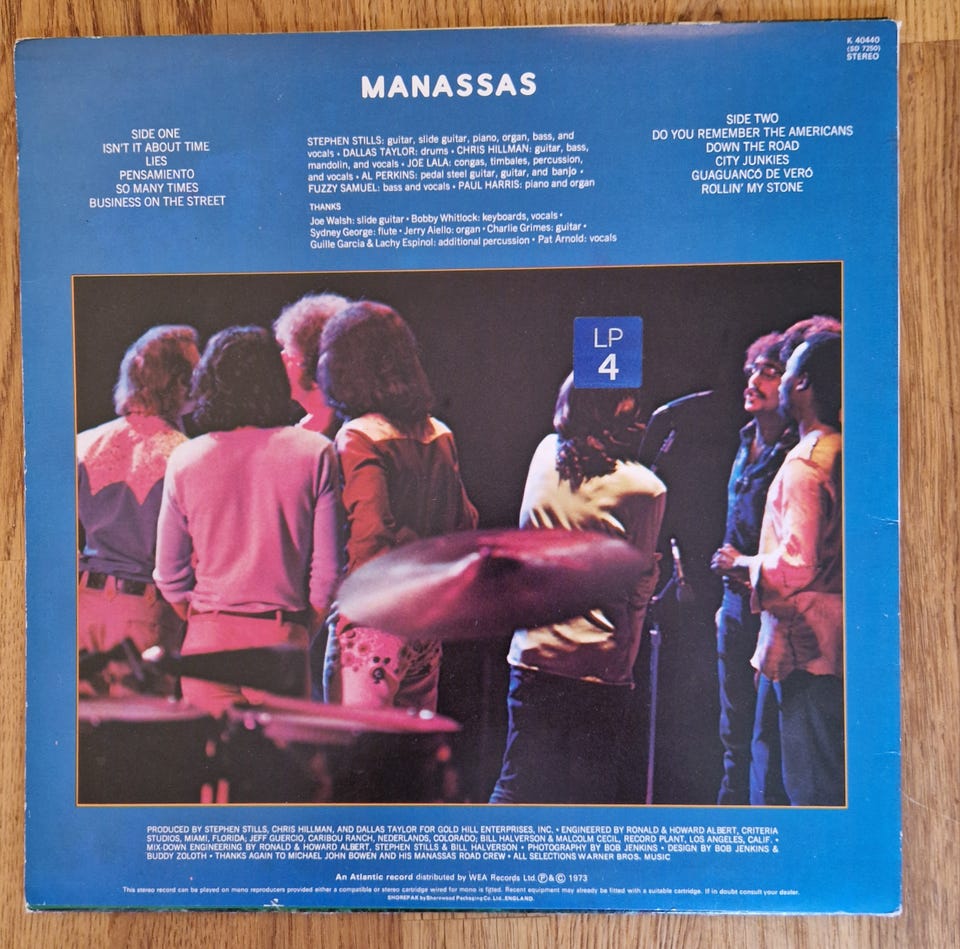 K 40440
(SD 7250)
STEREO
MANASSAS
SIDE ONE
ISN'T IT ABOUT TIME
LIES
PENSAMIENTO
SO MANY TIMES
BUSINESS ON THE STREET
STEPHEN STILLS: guitar, slide guitar, piano, organ, bass, and
vocals • DALLAS TAYLOR: drums • CHRIS HILLMAN: guitar, bass,
mandolin, and vocals • JOE LALA: congas, timbales, percussion,
and vocals • AL PERKINS: pedal steel guitar, guitar, and banjo •
FUZZY SAMUEL: bass and vocals • PAUL HARRIS: piano and organ
THANKS
Joe Walsh: slide guitar • Bobby Whitlock: keyboards, vocals •
Sydney George: flute • Jerry Aiello: organ • Charlie Grimes: guitar •
Guille Garcia & Lachy Espinol: additional percussion • Pat Arnold: vocals
SIDE TWO
DO YOU REMEMBER THE AMERICANS
DOWN THE ROAD
CITY JUNKIES
GUAGUANCÓ DE VERÓ
ROLLIN' MY STONE
LP
4
PRODUCED BY STEPHEN STILLS, CHRIS HILLMAN, AND DALLAS TAYLOR FOR GOLD HILL ENTERPRISES, INC. • ENGINEERED BY RONALD & HOWARD ALBERT, CRITERIA
STUDIOS, MIAMI, FLORIDA; JEFF GUERCIO, CARIBOU RANCH, NEDERLANDS, COLORADO; BILL HALVERSON & MALCOLM CECIL, RECORD PLANT, LOS ANGELES, CALIF. •
MIX-DOWN ENGINEERING BY RONALD & HOWARD ALBERT, STEPHEN STILLS & BILL HALVERSON • PHOTOGRAPHY BY BOB JENKINS • DESIGN BY BOB JENKINS &
BUDDY ZOLOTH • THANKS AGAIN TO MICHAEL JOHN BOWEN AND HIS MANASSAS ROAD CREW • ALL SELECTIONS WARNER BROS. MUSIC
An Atlantic record distributed by WEA Records Ltd. Ⓟ&© 1973
This stereo record can be played on mono reproducers provided either a compatible or stereo cartridge wired for mono is fitted. Recent equipment may already be fitted with a suitable cartridge. If in doubt consult your dealer.
SHOREPAK by Shorewood Packaging Co. Ltd., ENGLAND.